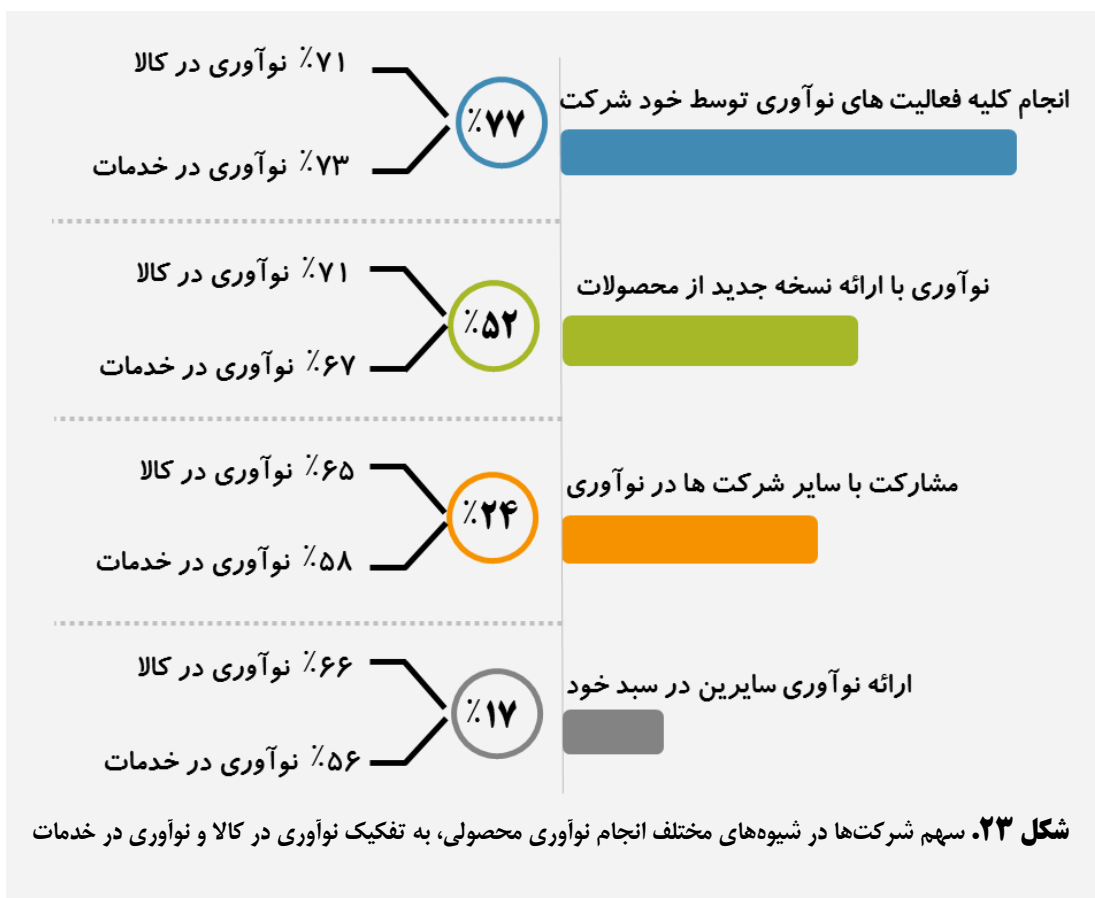 انجام کلیه فعالیت های نوآوری توسط خود شرکت
٪۷۷
٪۷۱ نوآوری در کالا
٪۷۳ نوآوری در خدمات
نوآوری با ارائه نسخه جدید از محصولات
٪۵۲
٪۷۱ نوآوری در کالا
٪۶۷ نوآوری در خدمات
مشارکت با سایر شرکت ها در نوآوری
٪۲۴
٪۶۵ نوآوری در کالا
٪۵۸ نوآوری در خدمات
ارائه نوآوری سایرین در سبد خود
٪۱۷
٪۶۶ نوآوری در کالا
٪۵۶ نوآوری در خدمات
شکل ۲۳. سهم شرکت‌ها در شیوه‌های مختلف انجام نوآوری محصولی، به تفکیک نوآوری در کالا و نوآوری در خدمات